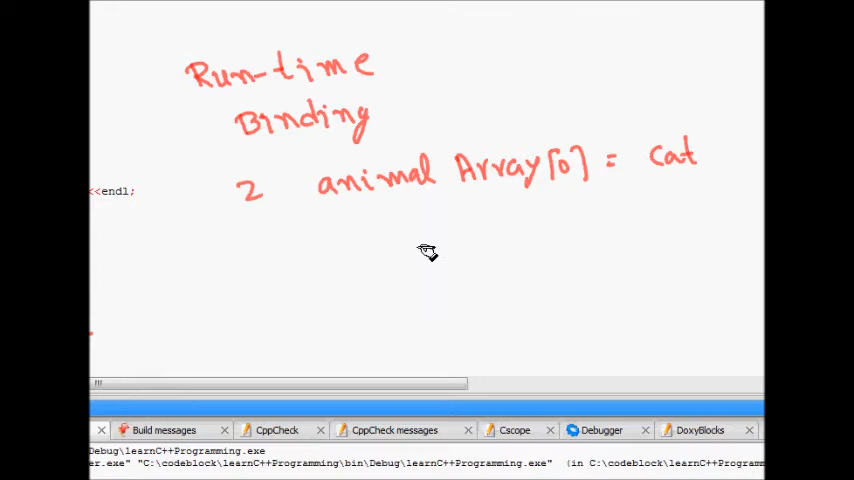 Run-time
Binding
<<endl;
2 animal Array[0] = Cat
Build messages CppCheck CppCheck messages Cscope Debugger DoxyBlocks
Debug\learnC++Programming.exe
er.exe" "C:\codeblock\learnC++Programming\bin\Debug\learnC++Programming.exe" (in C:\codeblock\learnC++Programm